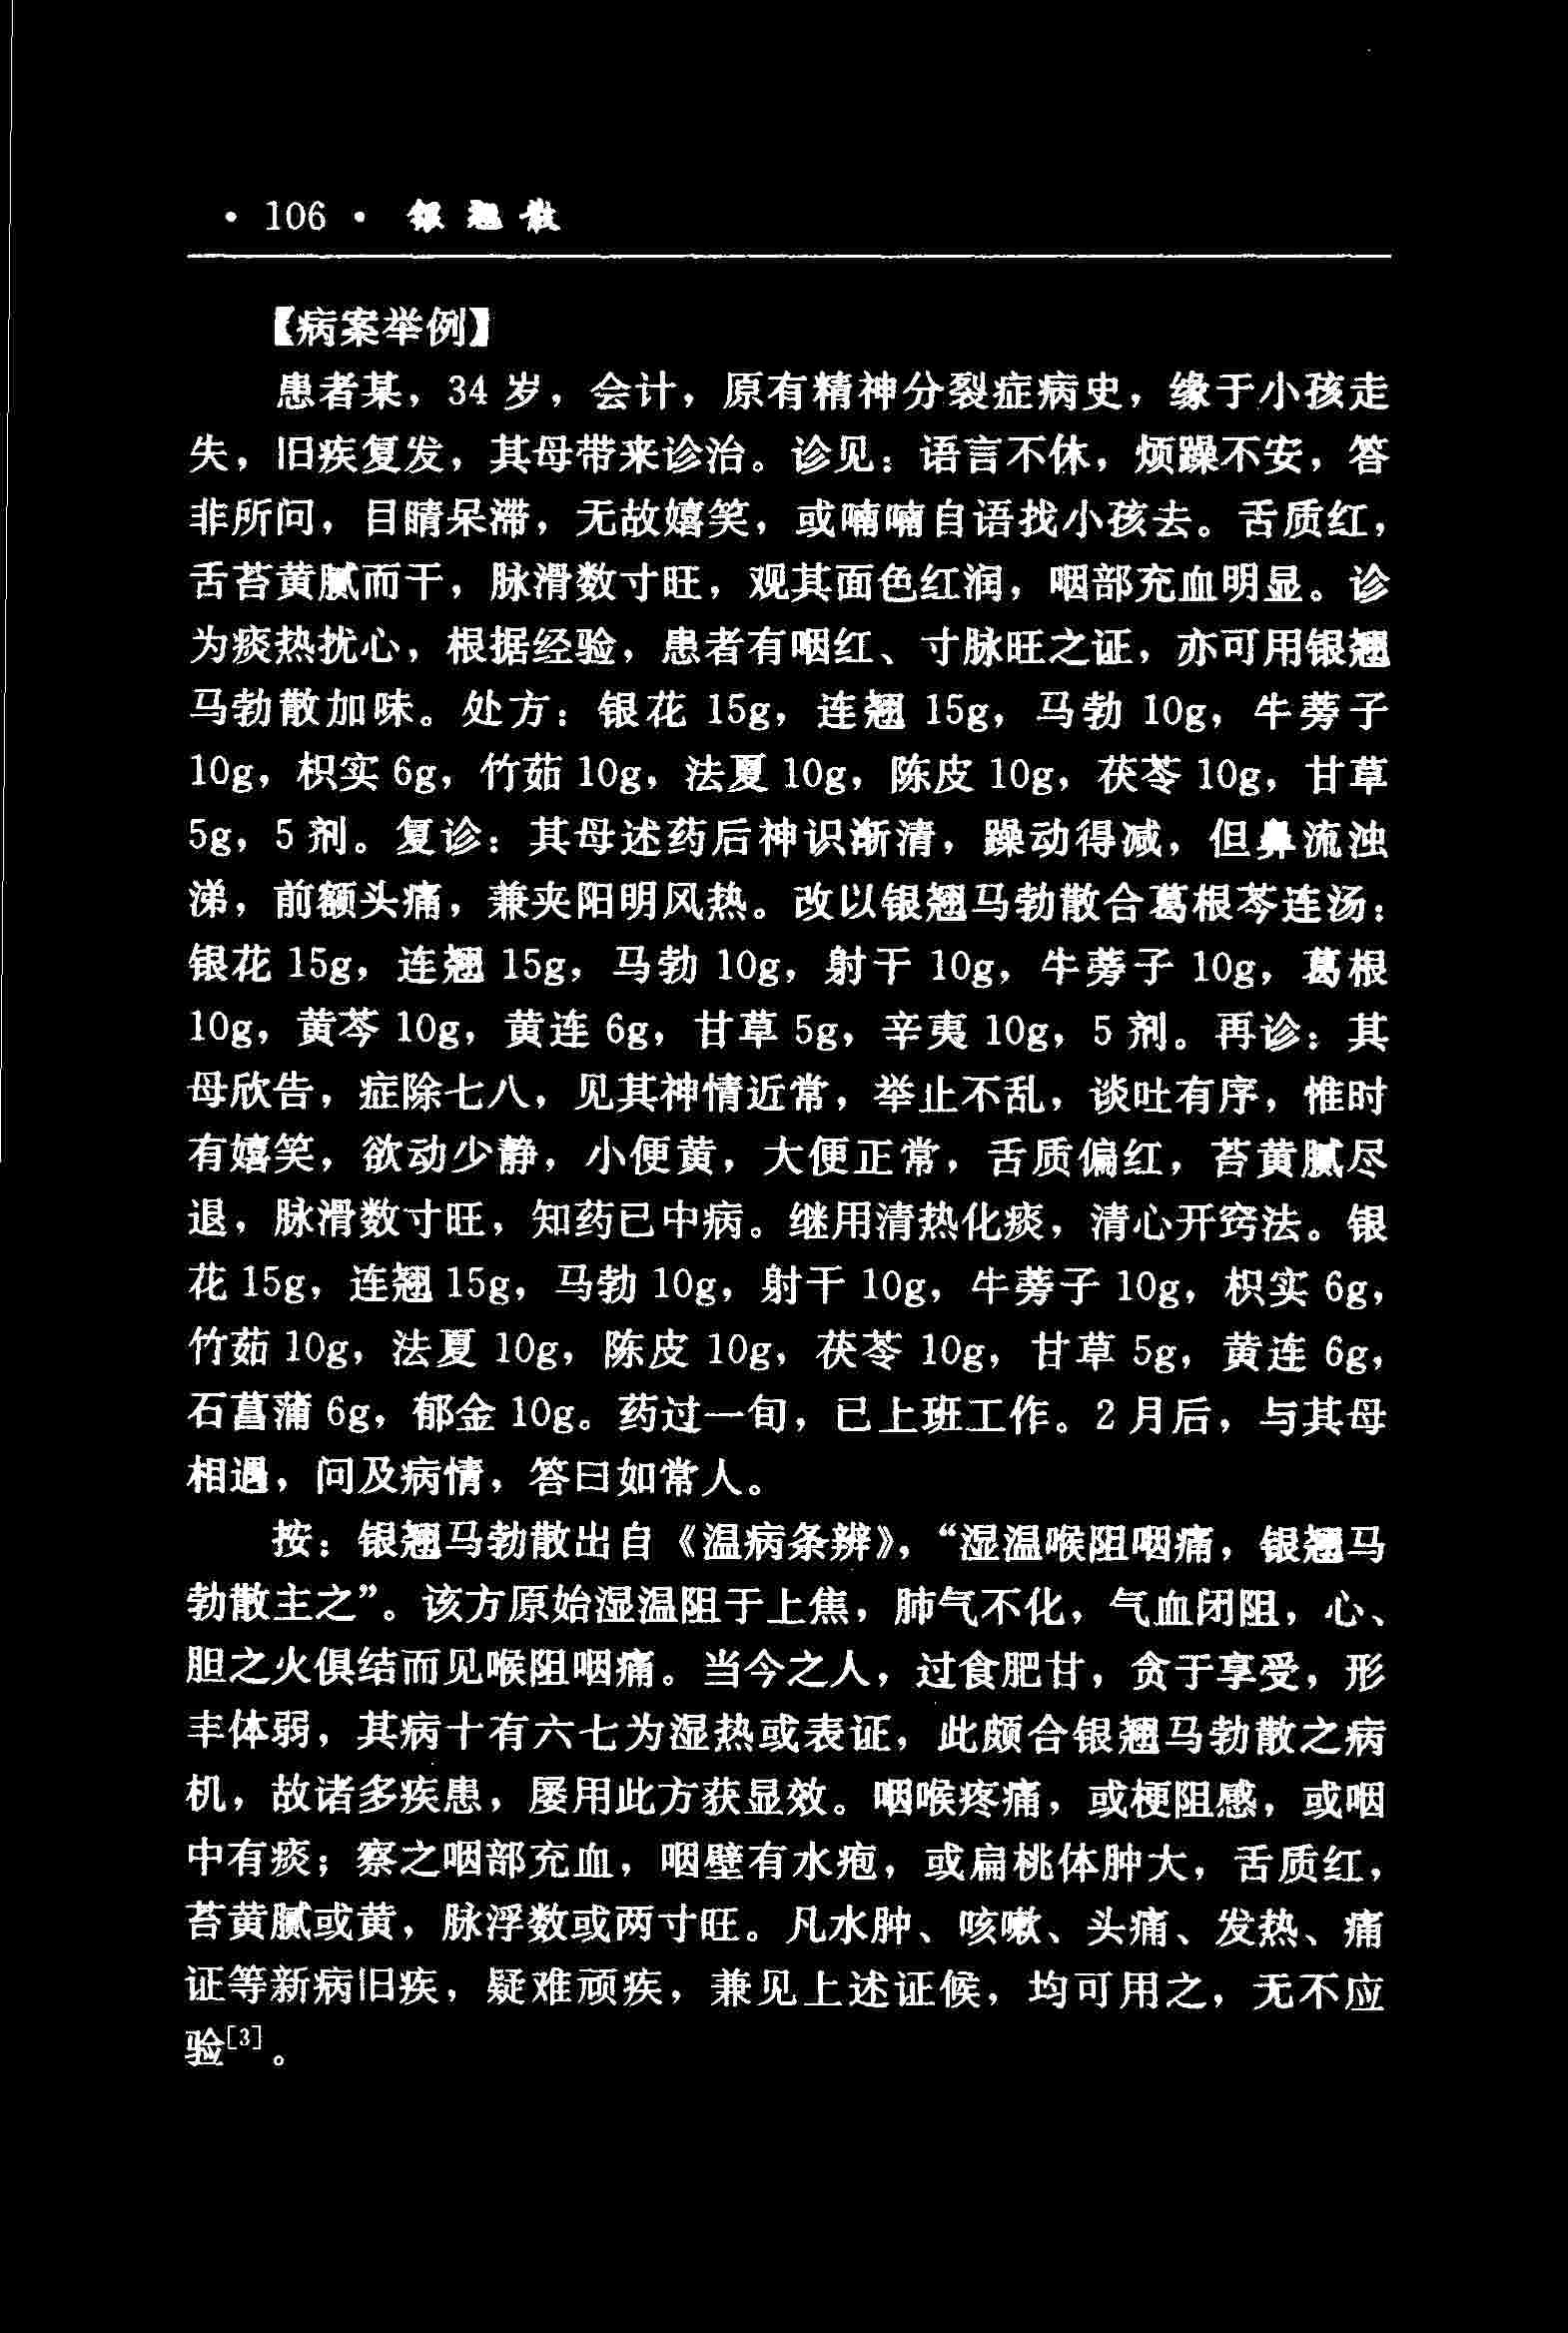 · 106 · 银翘散
【病案举例】
患者某，34 岁，会计，原有精神分裂症病史，缘于小孩走
失，旧疾复发，其母带来诊治。诊见：语言不休，烦躁不安，答
非所问，目睛呆滞，无故嬉笑，或喃喃自语找小孩去。舌质红，
舌苔黄腻而干，脉滑数寸旺，观其面色红润，咽部充血明显。诊
为痰热扰心，根据经验，患者有咽红、寸脉旺之证，亦可用银翘
马勃散加味。处方：银花 15g，连翘 15g，马勃 10g，牛蒡子
10g，枳实 6g，竹茹 10g，法夏 10g，陈皮 10g，茯苓 10g，甘草
5g，5 剂。复诊：其母述药后神识渐清，躁动得减，但鼻流浊
涕，前额头痛，兼夹阳明风热。改以银翘马勃散合葛根芩连汤：
银花 15g，连翘 15g，马勃 10g，射干 10g，牛蒡子 10g，葛根
10g，黄芩 10g，黄连 6g，甘草 5g，辛夷 10g，5 剂。再诊：其
母欣告，症除七八，见其神情近常，举止不乱，谈吐有序，惟时
有嬉笑，欲动少静，小便黄，大便正常，舌质偏红，苔黄腻尽
退，脉滑数寸旺，知药已中病。继用清热化痰，清心开窍法。银
花 15g，连翘 15g，马勃 10g，射干 10g，牛蒡子 10g，枳实 6g，
竹茹 10g，法夏 10g，陈皮 10g，茯苓 10g，甘草 5g，黄连 6g，
石菖蒲 6g，郁金 10g。药过一旬，已上班工作。2 月后，与其母
相遇，问及病情，答曰如常人。
按：银翘马勃散出自《温病条辨》，“湿温喉阻咽痛，银翘马
勃散主之”。该方原始湿温阻于上焦，肺气不化，气血闭阻，心、
胆之火俱结而见喉阻咽痛。当今之人，过食肥甘，贪于享受，形
丰体弱，其病十有六七为湿热或表证，此颇合银翘马勃散之病
机，故诸多疾患，屡用此方获显效。咽喉疼痛，或梗阻感，或咽
中有痰；察之咽部充血，咽壁有水疱，或扁桃体肿大，舌质红，
苔黄腻或黄，脉浮数或两寸旺。凡水肿、咳嗽、头痛、发热、痛
证等新病旧疾，疑难顽疾，兼见上述证候，均可用之，无不应
验[3]。